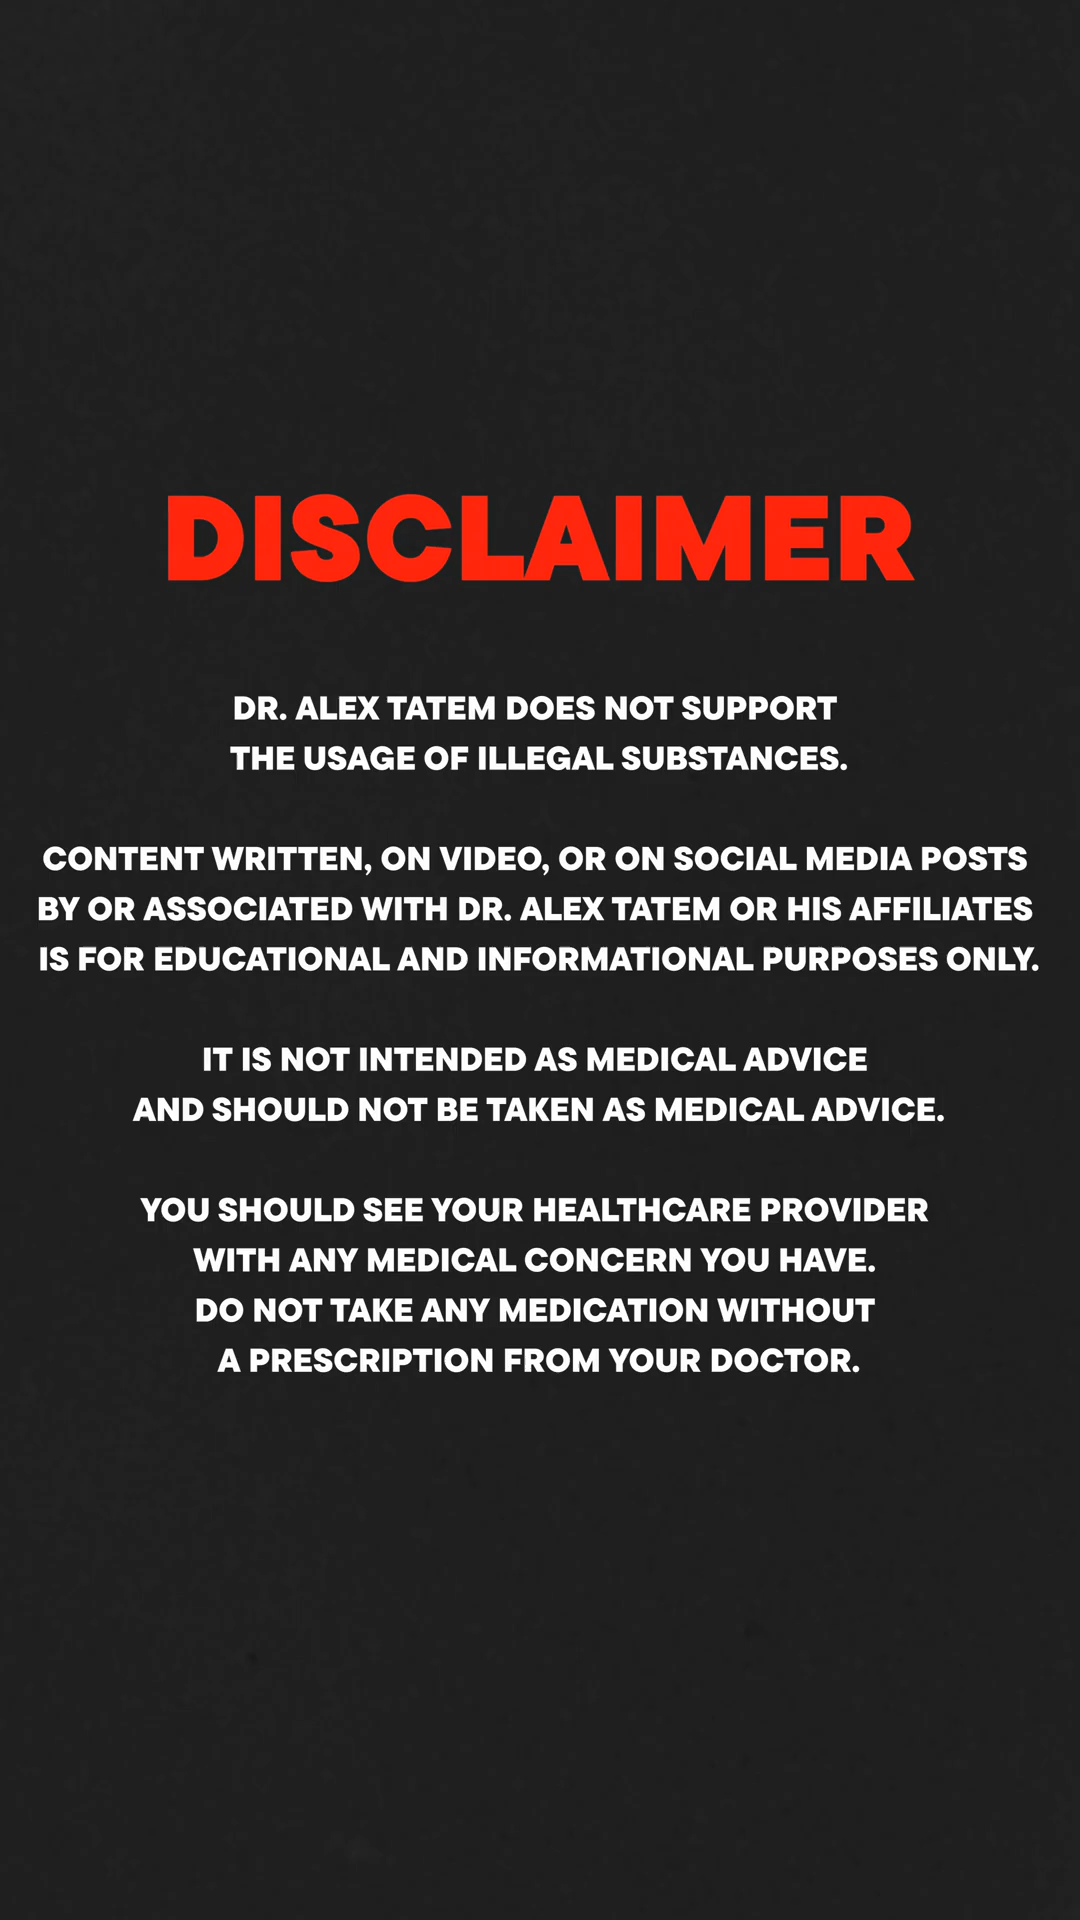 DISCLAIMER
DR. ALEX TATEM DOES NOT SUPPORT
THE USAGE OF ILLEGAL SUBSTANCES.
CONTENT WRITTEN, ON VIDEO, OR ON SOCIAL MEDIA POSTS
BY OR ASSOCIATED WITH DR. ALEX TATEM OR HIS AFFILIATES
IS FOR EDUCATIONAL AND INFORMATIONAL PURPOSES ONLY.
IT IS NOT INTENDED AS MEDICAL ADVICE
AND SHOULD NOT BE TAKEN AS MEDICAL ADVICE.
YOU SHOULD SEE YOUR HEALTHCARE PROVIDER
WITH ANY MEDICAL CONCERN YOU HAVE.
DO NOT TAKE ANY MEDICATION WITHOUT
A PRESCRIPTION FROM YOUR DOCTOR.